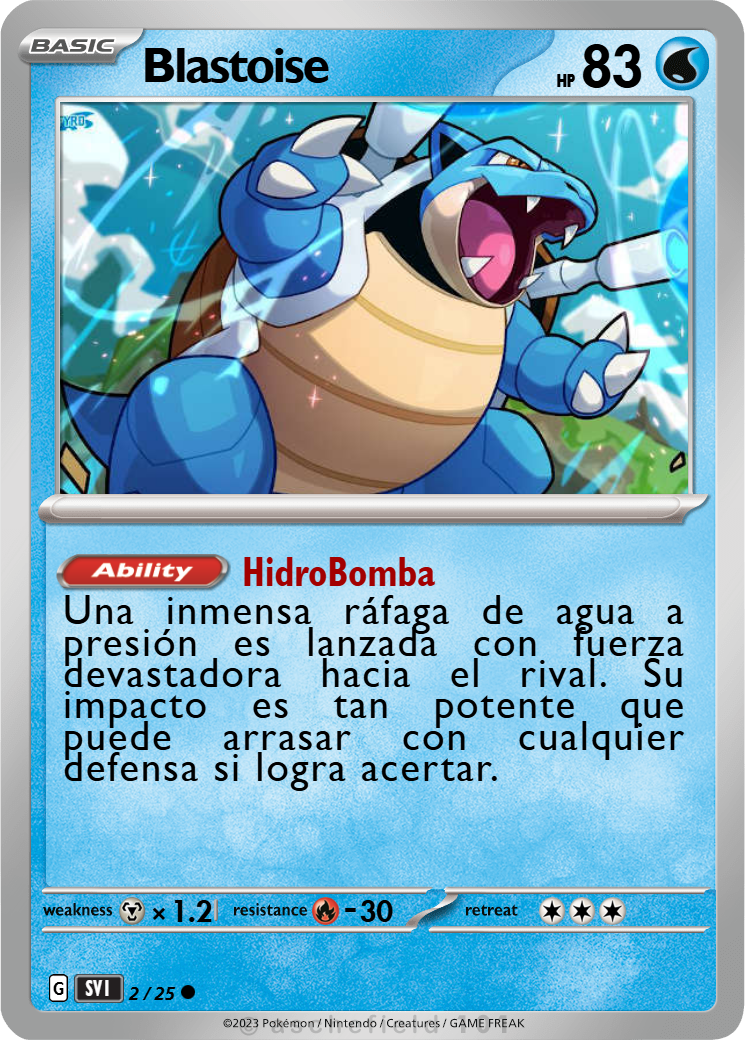 BASIC
Blastoise
HP 83
Ability HidroBomba
Una inmensa ráfaga de agua a
presión es lanzada con fuerza
devastadora hacia el rival. Su
impacto es tan potente que
puede arrasar con cualquier
defensa si logra acertar.
weakness × 1.2 resistance -30 retreat
G SVI 2 / 25
©2023 Pokémon / Nintendo / Creatures / GAME FREAK